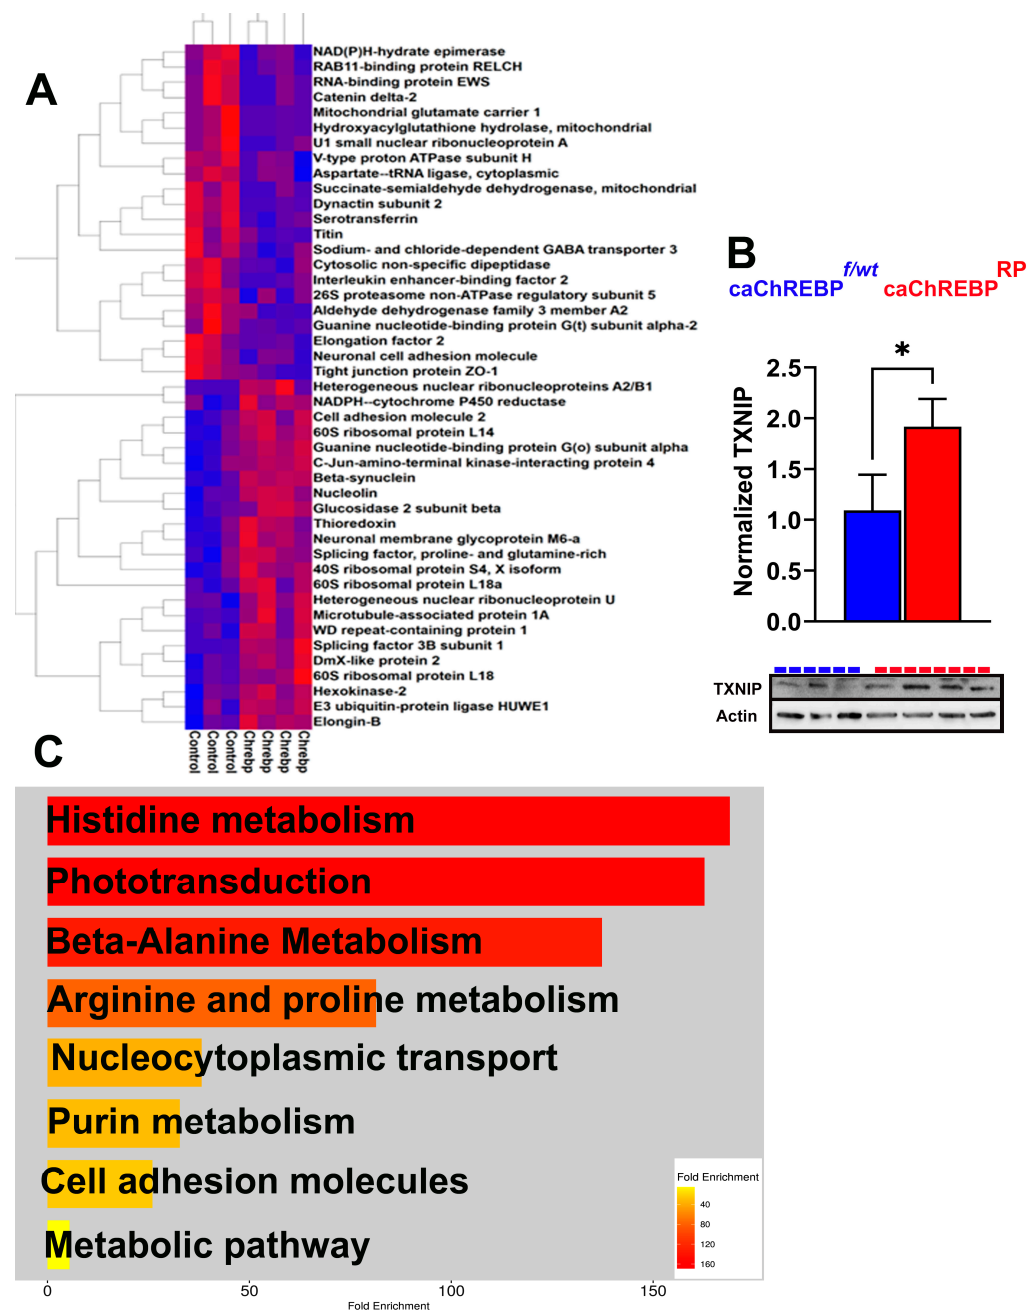 A
NAD(P)H-hydrate epimerase
RAB11-binding protein RELCH
RNA-binding protein EWS
Catenin delta-2
Mitochondrial glutamate carrier 1
Hydroxyacylglutathione hydrolase, mitochondrial
U1 small nuclear ribonucleoprotein A
V-type proton ATPase subunit H
Aspartate--tRNA ligase, cytoplasmic
Succinate-semialdehyde dehydrogenase, mitochondrial
Dynactin subunit 2
Serotransferrin
Titin
Sodium- and chloride-dependent GABA transporter 3
Cytosolic non-specific dipeptidase
Interleukin enhancer-binding factor 2
26S proteasome non-ATPase regulatory subunit 5
Aldehyde dehydrogenase family 3 member A2
Guanine nucleotide-binding protein G(t) subunit alpha-2
Elongation factor 2
Neuronal cell adhesion molecule
Tight junction protein ZO-1
Heterogeneous nuclear ribonucleoproteins A2/B1
NADPH--cytochrome P450 reductase
Cell adhesion molecule 2
60S ribosomal protein L14
Guanine nucleotide-binding protein G(o) subunit alpha
C-Jun-amino-terminal kinase-interacting protein 4
Beta-synuclein
Nucleolin
Glucosidase 2 subunit beta
Thioredoxin
Neuronal membrane glycoprotein M6-a
Splicing factor, proline- and glutamine-rich
40S ribosomal protein S4, X isoform
60S ribosomal protein L18a
Heterogeneous nuclear ribonucleoprotein U
Microtubule-associated protein 1A
WD repeat-containing protein 1
Splicing factor 3B subunit 1
DmX-like protein 2
60S ribosomal protein L18
Hexokinase-2
E3 ubiquitin-protein ligase HUWE1
Elongin-B
Control
Control
Control
Chrebp
Chrebp
Chrebp
Chrebp
B
caChREBP f/wt
caChREBP RP
*
Normalized TXNIP
2.5
2.0
1.5
1.0
0.5
0.0
TXNIP
Actin
C
Histidine metabolism
Phototransduction
Beta-Alanine Metabolism
Arginine and proline metabolism
Nucleocytoplasmic transport
Purin metabolism
Cell adhesion molecules
Metabolic pathway
Fold Enrichment
40
80
120
160
0
50
100
150
Fold Enrichment